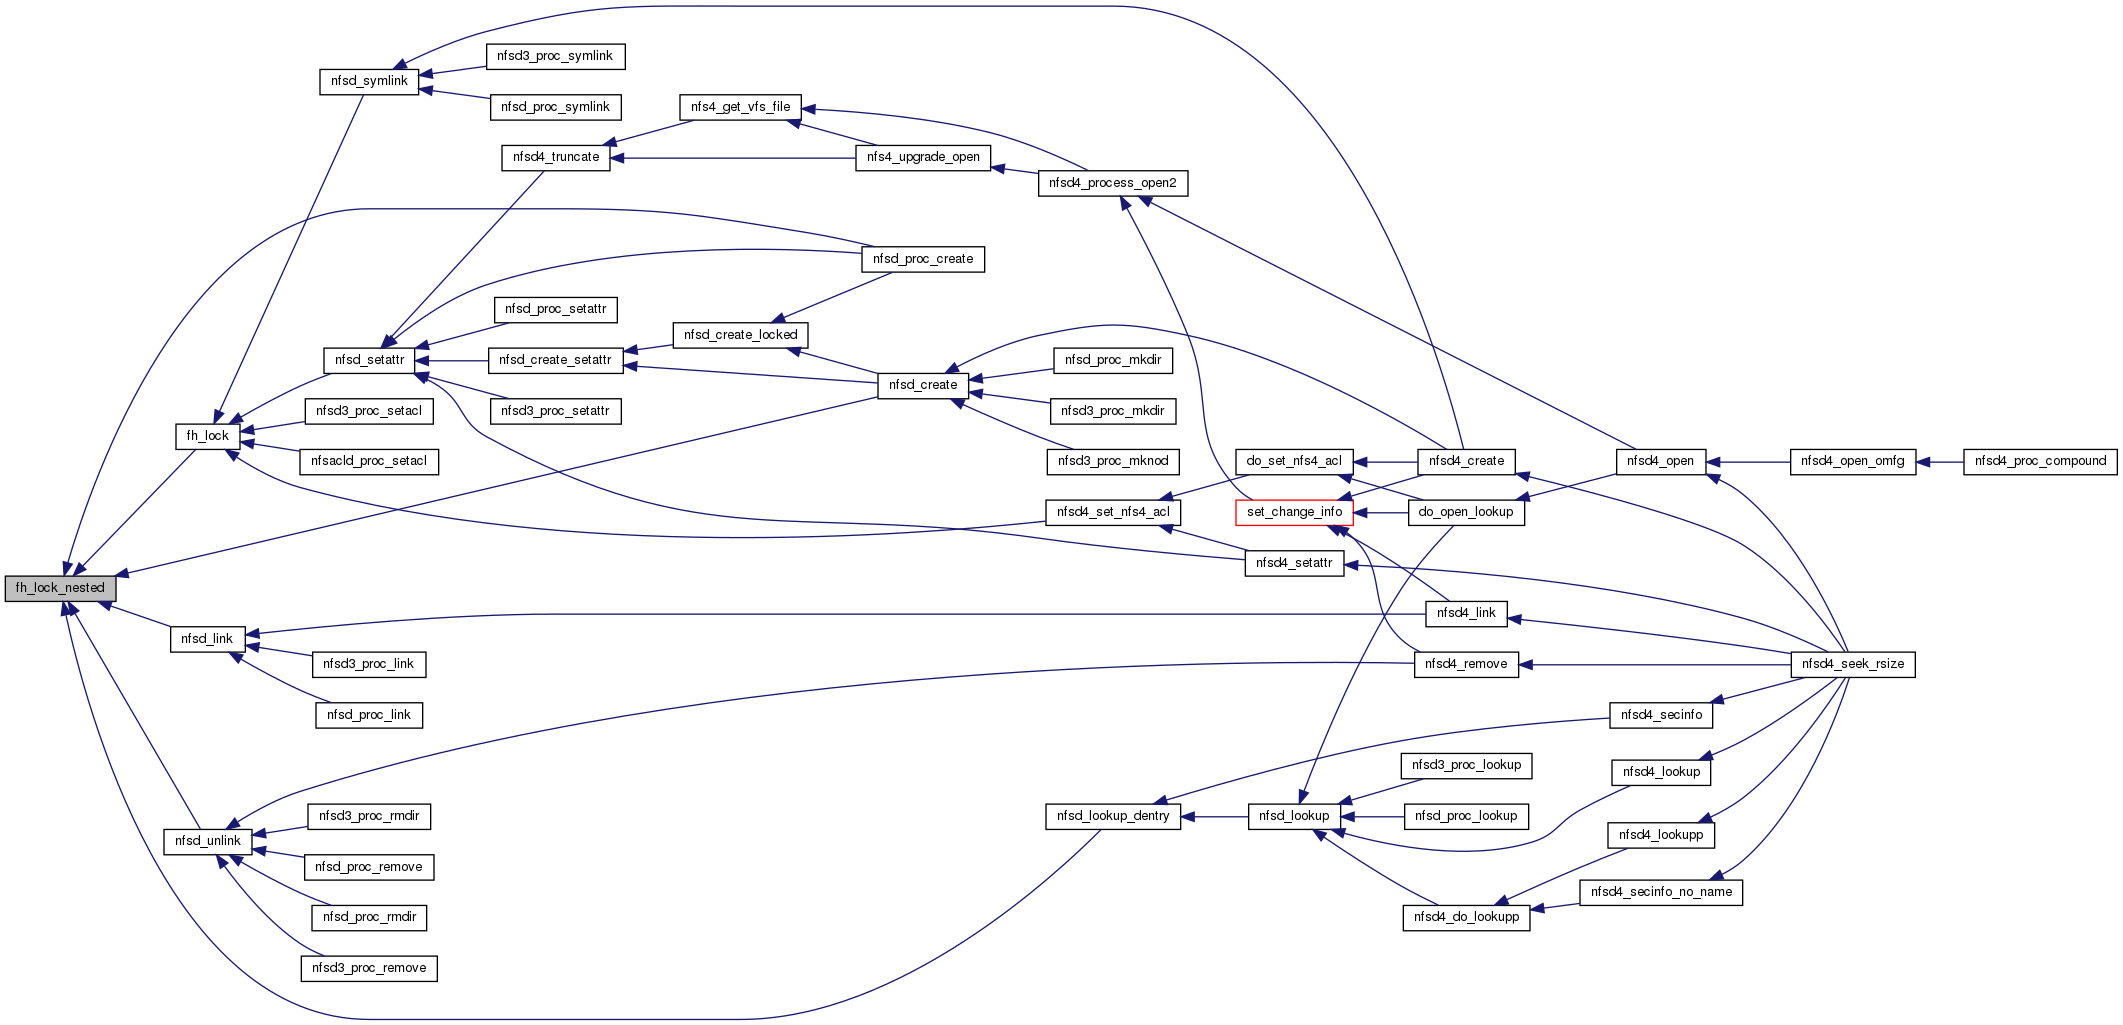 nfsd3_proc_symlink
nfsd_symlink
nfsd_proc_symlink
nfs4_get_vfs_file
nfsd4_truncate
nfs4_upgrade_open
nfsd4_process_open2
nfsd_proc_create
nfsd_proc_setattr
nfsd_create_locked
nfsd_setattr
nfsd_create_setattr
nfsd_proc_mkdir
nfsd_create
nfsd3_proc_setacl
nfsd3_proc_setattr
nfsd3_proc_mkdir
fh_lock
nfsacld_proc_setacl
nfsd3_proc_mknod
do_set_nfs4_acl
nfsd4_create
nfsd4_open
nfsd4_open_omfg
nfsd4_proc_compound
nfsd4_set_nfs4_acl
set_change_info
do_open_lookup
nfsd4_setattr
fh_lock_nested
nfsd4_link
nfsd_link
nfsd3_proc_link
nfsd4_remove
nfsd4_seek_rsize
nfsd_proc_link
nfsd4_secinfo
nfsd3_proc_lookup
nfsd4_lookup
nfsd3_proc_rmdir
nfsd_lookup_dentry
nfsd_lookup
nfsd_proc_lookup
nfsd_unlink
nfsd4_lookupp
nfsd_proc_remove
nfsd4_secinfo_no_name
nfsd_proc_rmdir
nfsd4_do_lookupp
nfsd3_proc_remove